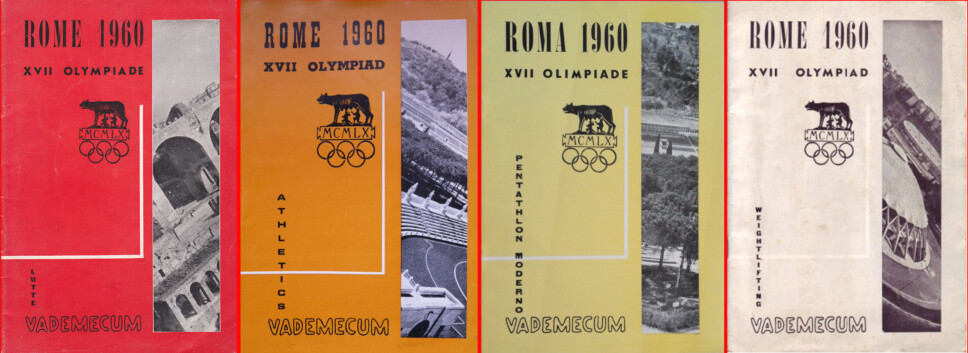 ROME 1960
XVII OLYMPIADE
MCMLX
LUTTE
VADEMECUM
ROME 1960
XVII OLYMPIAD
MCMLX
ATHLETICS
VADEMECUM
ROMA 1960
XVII OLIMPIADE
MCMLX
PENTATHLON MODERNO
VADEMECUM
ROME 1960
XVII OLYMPIAD
MCMLX
WEIGHTLIFTING
VADEMECUM